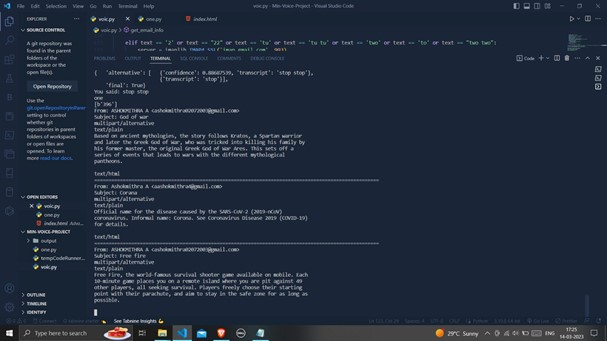 File Edit Selection View Go Run Terminal Help
voic.py - Min-Voice-Project - Visual Studio Code
EXPLORER
voic.py
one.py
index.html
SOURCE CONTROL
voic.py > get_email_info
A git repository was
found in the parent
folders of the
workspace or the
open file(s).
Open Repository
Use the
git.openRepositoryInParen
setting to control
whether git
repositories in parent
folders of workspaces
or open files are
opened. To learn
more read our docs.
OPEN EDITORS
voic.py
one.py
index.html
MIN-VOICE-PROJECT
output
one.py
tempCodeRunner...
voic.py
OUTLINE
TIMELINE
IDENTITY
elif text == '2' or text == "22" or text == 'tu' or text == 'tu tu' or text == 'two' or text == 'to' or text == "two two":
PROBLEMS OUTPUT TERMINAL SQL CONSOLE COMMENTS DEBUG CONSOLE
Code
{ 'alternative': [ {'confidence': 0.88687539, 'transcript': 'stop stop'},
{'transcript': 'stop'}],
'final': True}
You said: stop stop
one
[b'396']
From: ASHOKMITHRA A
Subject: God of war
multipart/alternative
text/plain
Based on ancient mythologies, the story follows Kratos, a Spartan warrior
and later the Greek God of War, who was tricked into killing his family by
his former master, the original Greek God of War Ares. This sets off a
series of events that leads to wars with the different mythological
pantheons.
text/html
From: Ashokmithra A
Subject: Corana
multipart/alternative
text/plain
Official name for the disease caused by the SARS-CoV-2 (2019-nCoV)
coronavirus. Informal name: Corona. See Coronavirus Disease 2019 (COVID-19)
for details.
text/html
From: ASHOKMITHRA A
Subject: Free fire
multipart/alternative
text/plain
Free Fire, the world-famous survival shooter game available on mobile. Each
10-minute game places you on a remote island where you are pit against 49
other players, all seeking survival. Players freely choose their starting
point with their parachute, and aim to stay in the safe zone for as long as
possible.
See Tabnine Insights
Type here to search
29°C Sunny
ENG
17:25
14-03-2023